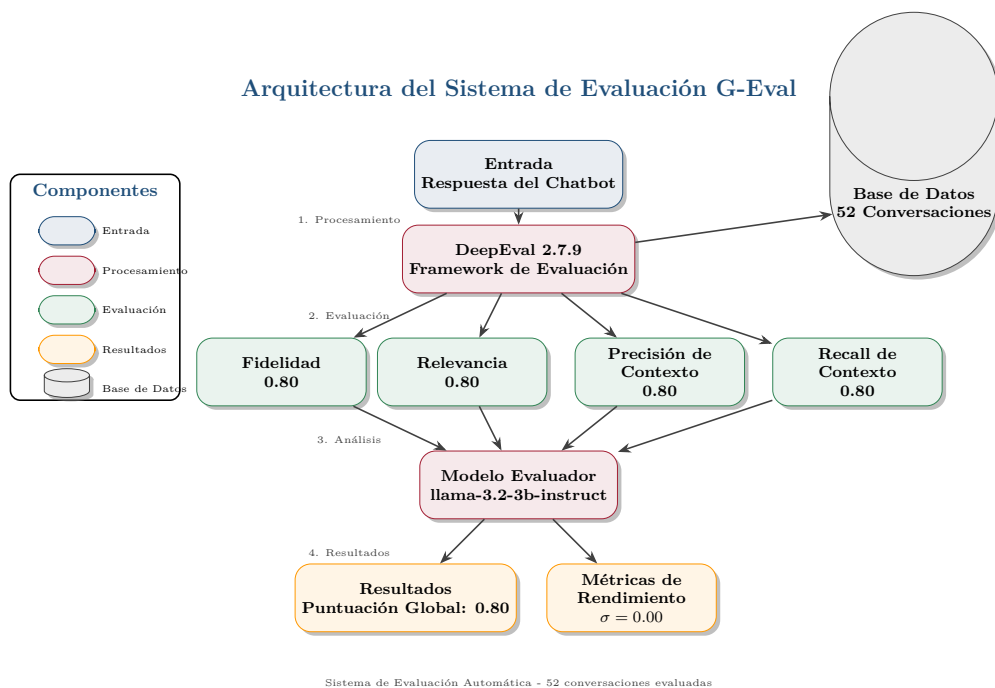 Arquitectura del Sistema de Evaluación G-Eval
Componentes
Entrada
Procesamiento
Evaluación
Resultados
Base de Datos
Entrada
Respuesta del Chatbot
Base de Datos
52 Conversaciones
1. Procesamiento
DeepEval 2.7.9
Framework de Evaluación
2. Evaluación
Fidelidad
0.80
Relevancia
0.80
Precisión de
Contexto
0.80
Recall de
Contexto
0.80
3. Análisis
Modelo Evaluador
llama-3.2-3b-instruct
4. Resultados
Resultados
Puntuación Global: 0.80
Métricas de
Rendimiento
σ = 0.00
Sistema de Evaluación Automática - 52 conversaciones evaluadas